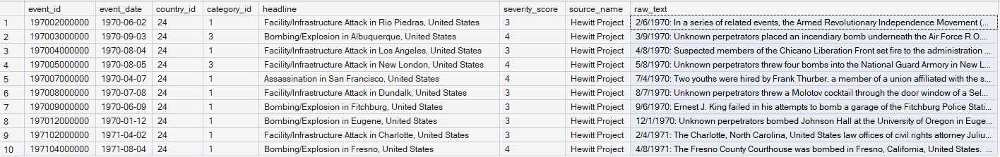 event_id event_date country_id category_id headline severity_score source_name raw_text
1 197002000000 1970-06-02 24 1 Facility/Infrastructure Attack in Rio Piedras, United States 3 Hewitt Project 2/6/1970: In a series of related events, the Armed Revolutionary Independence Movement (...
2 197003000000 1970-09-03 24 3 Bombing/Explosion in Albuquerque, United States 4 Hewitt Project 3/9/1970: Unknown perpetrators placed an incendiary bomb underneath the Air Force R.O....
3 197004000000 1970-08-04 24 1 Facility/Infrastructure Attack in Los Angeles, United States 3 Hewitt Project 4/8/1970: Suspected members of the Chicano Liberation Front set fire to the administration ...
4 197005000000 1970-08-05 24 3 Facility/Infrastructure Attack in New London, United States 4 Hewitt Project 5/8/1970: Unknown perpetrators threw four bombs into the National Guard Armory in New L...
5 197007000000 1970-04-07 24 1 Assassination in San Francisco, United States 4 Hewitt Project 7/4/1970: Two youths were hired by Frank Thurber, a member of a union affiliated with the s...
6 197008000000 1970-07-08 24 1 Facility/Infrastructure Attack in Dundalk, United States 3 Hewitt Project 8/7/1970: Unknown perpetrators threw a Molotov cocktail through the door window of a Sel...
7 197009000000 1970-06-09 24 1 Bombing/Explosion in Fitchburg, United States 3 Hewitt Project 9/6/1970: Ernest J. King failed in his attempts to bomb a garage of the Fitchburg Police Stati...
8 197012000000 1970-01-12 24 1 Bombing/Explosion in Eugene, United States 3 Hewitt Project 12/1/1970: Unknown perpetrators bombed Johnson Hall at the University of Oregon in Euge...
9 197102000000 1971-04-02 24 1 Facility/Infrastructure Attack in Charlotte, United States 3 Hewitt Project 2/4/1971: The Charlotte, North Carolina, United States law offices of civil rights attorney Juliu...
10 197104000000 1971-08-04 24 1 Bombing/Explosion in Fresno, United States 4 Hewitt Project 4/8/1971: The Fresno County Courthouse was bombed in Fresno, California, United States. ...